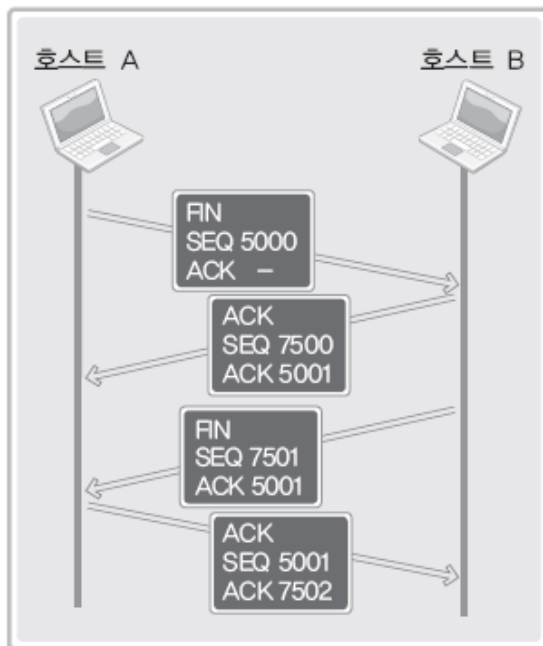 호스트 A
호스트 B
FIN
SEQ 5000
ACK –
ACK
SEQ 7500
ACK 5001
FIN
SEQ 7501
ACK 5001
ACK
SEQ 5001
ACK 7502